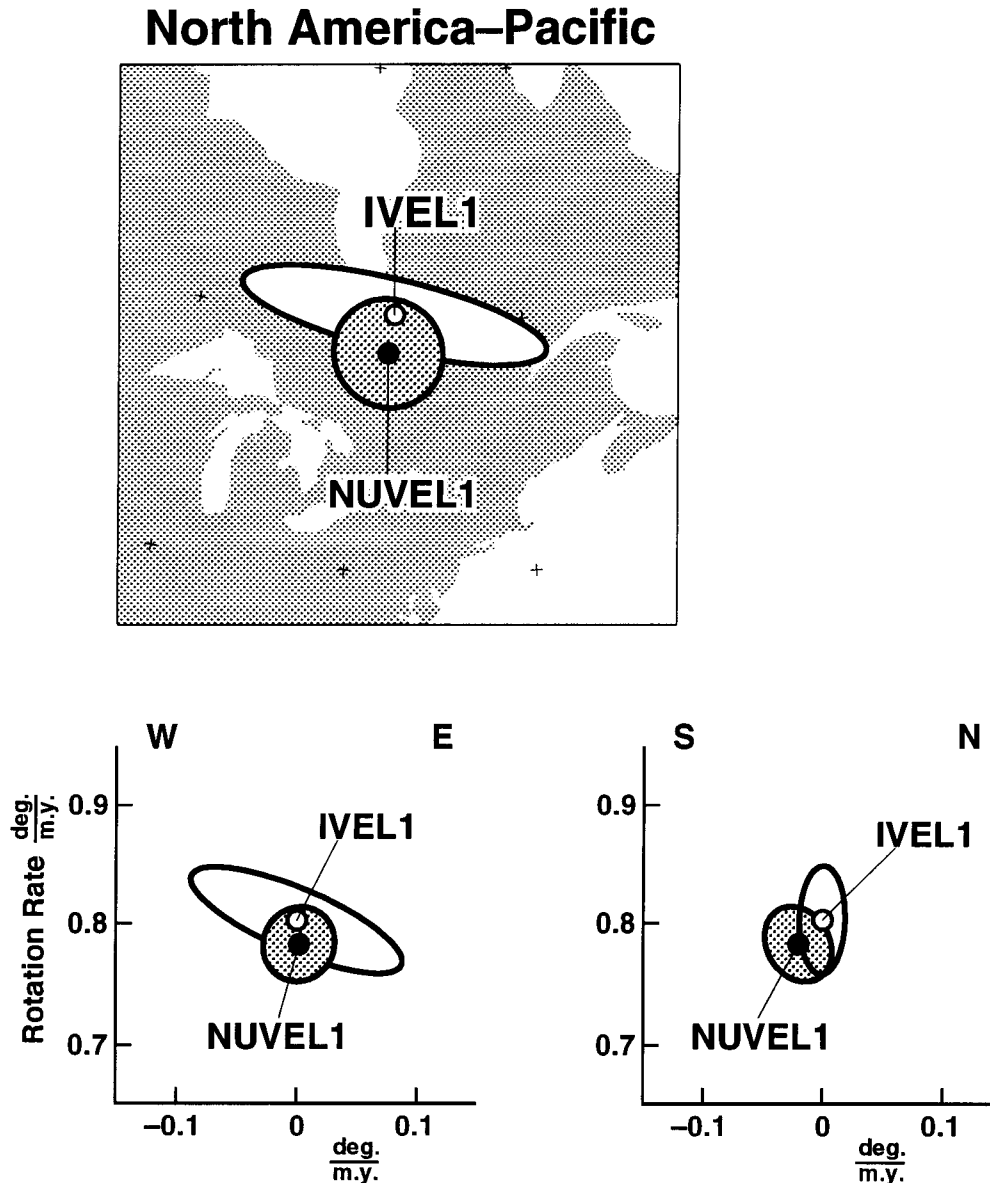 North America–Pacific
IVEL1
NUVEL1
W
E
Rotation Rate deg. m.y.
0.9
0.8
0.7
IVEL1
NUVEL1
–0.1
0
0.1
deg.
m.y.
S
N
0.9
0.8
0.7
IVEL1
NUVEL1
–0.1
0
0.1
deg.
m.y.